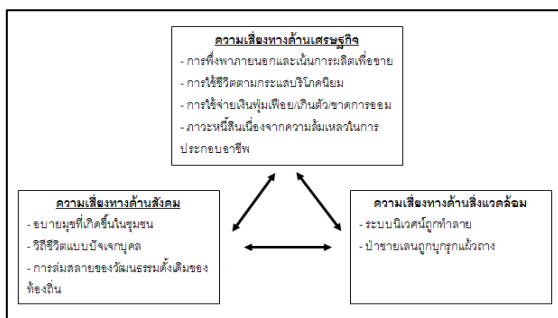 ความเสี่ยงทางด้านเศรษฐกิจ
- การพึ่งพาภายนอกและเน้นการผลิตเพื่อขาย
- การใช้ชีวิตตามกระแสบริโภคนิยม
- การใช้จ่ายเงินฟุ่มเฟือย/เกินตัว/ขาดการออม
- ภาวะหนี้สินเนื่องจากความล้มเหลวในการ
ประกอบอาชีพ
ความเสี่ยงทางด้านสังคม
- อบายมุขที่เกิดขึ้นในชุมชน
- วิถีชีวิตแบบปัจเจกบุคล
- การล่มสลายของวัฒนธรรมดั้งเดิมของ
ท้องถิ่น
ความเสี่ยงทางด้านสิ่งแวดล้อม
- ระบบนิเวศน์ถูกทำลาย
- ป่าชายเลนถูกบุกรุกแผ้วถาง